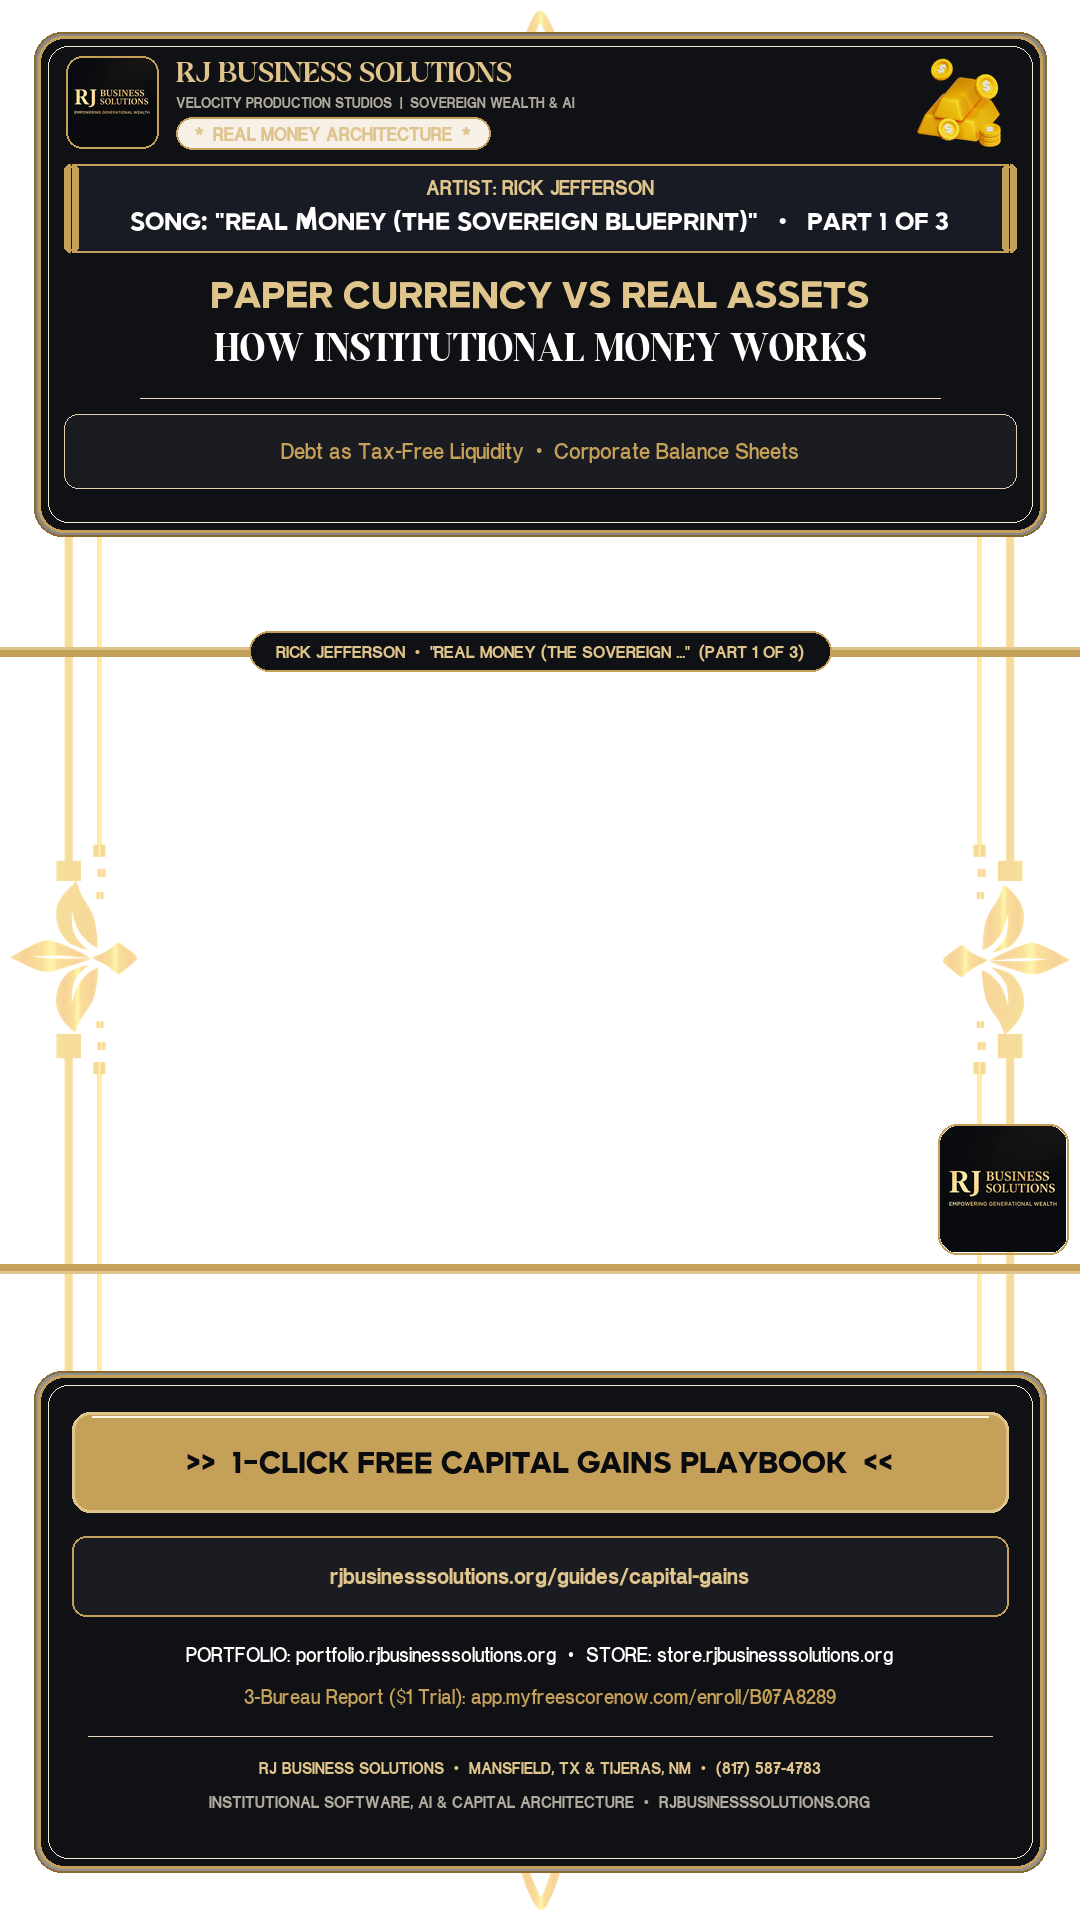 RJ BUSINESS SOLUTIONS
EMPOWERING GENERATIONAL WEALTH
RJ BUSINESS SOLUTIONS
VELOCITY PRODUCTION STUDIOS | SOVEREIGN WEALTH & AI
* REAL MONEY ARCHITECTURE *
ARTIST: RICK JEFFERSON
SONG: "REAL MONEY (THE SOVEREIGN BLUEPRINT)" • PART 1 OF 3
PAPER CURRENCY VS REAL ASSETS
HOW INSTITUTIONAL MONEY WORKS
Debt as Tax-Free Liquidity • Corporate Balance Sheets
RICK JEFFERSON • "REAL MONEY (THE SOVEREIGN ..." (PART 1 OF 3)
RJ BUSINESS SOLUTIONS
EMPOWERING GENERATIONAL WEALTH
>> 1-CLICK FREE CAPITAL GAINS PLAYBOOK <<
rjbusinesssolutions.org/guides/capital-gains
PORTFOLIO: portfolio.rjbusinesssolutions.org • STORE: store.rjbusinesssolutions.org
3-Bureau Report ($1 Trial): app.myfreescorenow.com/enroll/B07A8289
RJ BUSINESS SOLUTIONS • MANSFIELD, TX & TIJERAS, NM • (817) 587-4783
INSTITUTIONAL SOFTWARE, AI & CAPITAL ARCHITECTURE • RJBUSINESSSOLUTIONS.ORG